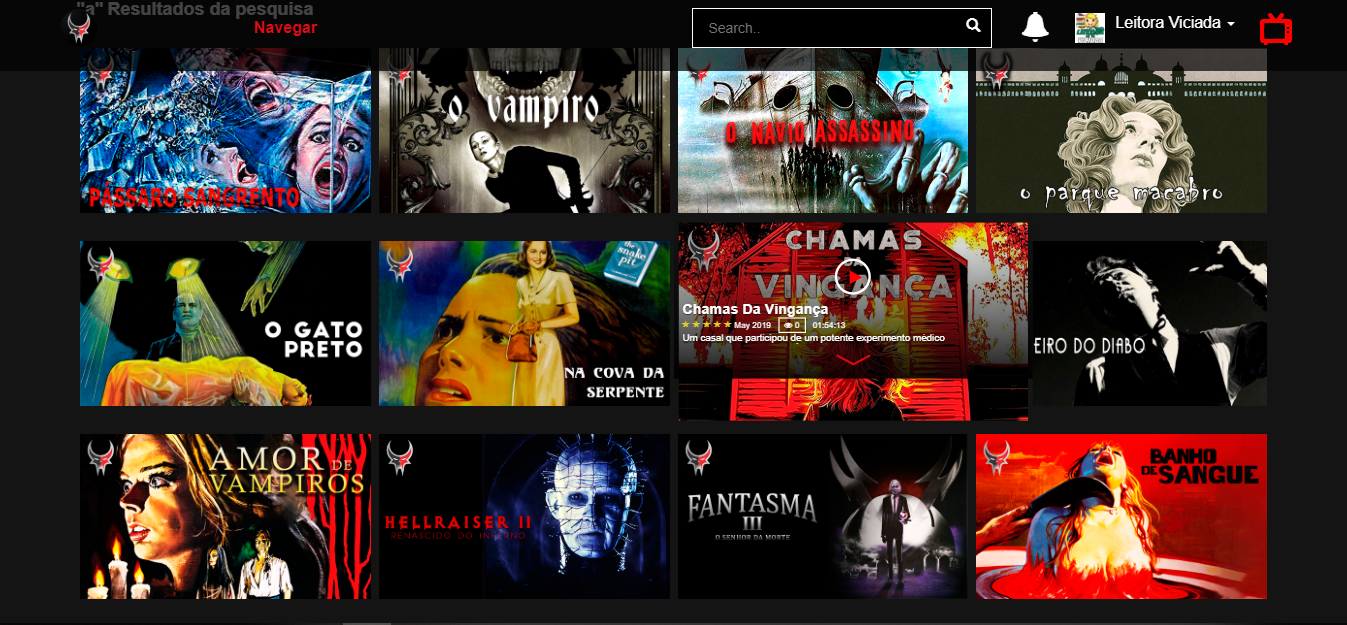 "a" Resultados da pesquisa
Navegar
Search..
Leitora Viciada
PÁSSARO SANGRENTO
o vampiro
O NAVIO ASSASSINO
o parque macabro
O GATO
PRETO
the
snake
pit
NA COVA DA
SERPENTE
CHAMAS
DA
VINGANÇA
Chamas Da Vingança
May 2019 0 01:54:13
Um casal que participou de um potente experimento médico
EIRO DO DIABO
AMOR DE
VAMPIROS
HELLRAISER II
RENASCIDO DO INFERNO
FANTASMA
III
O SENHOR DA MORTE
BANHO
DE SANGUE